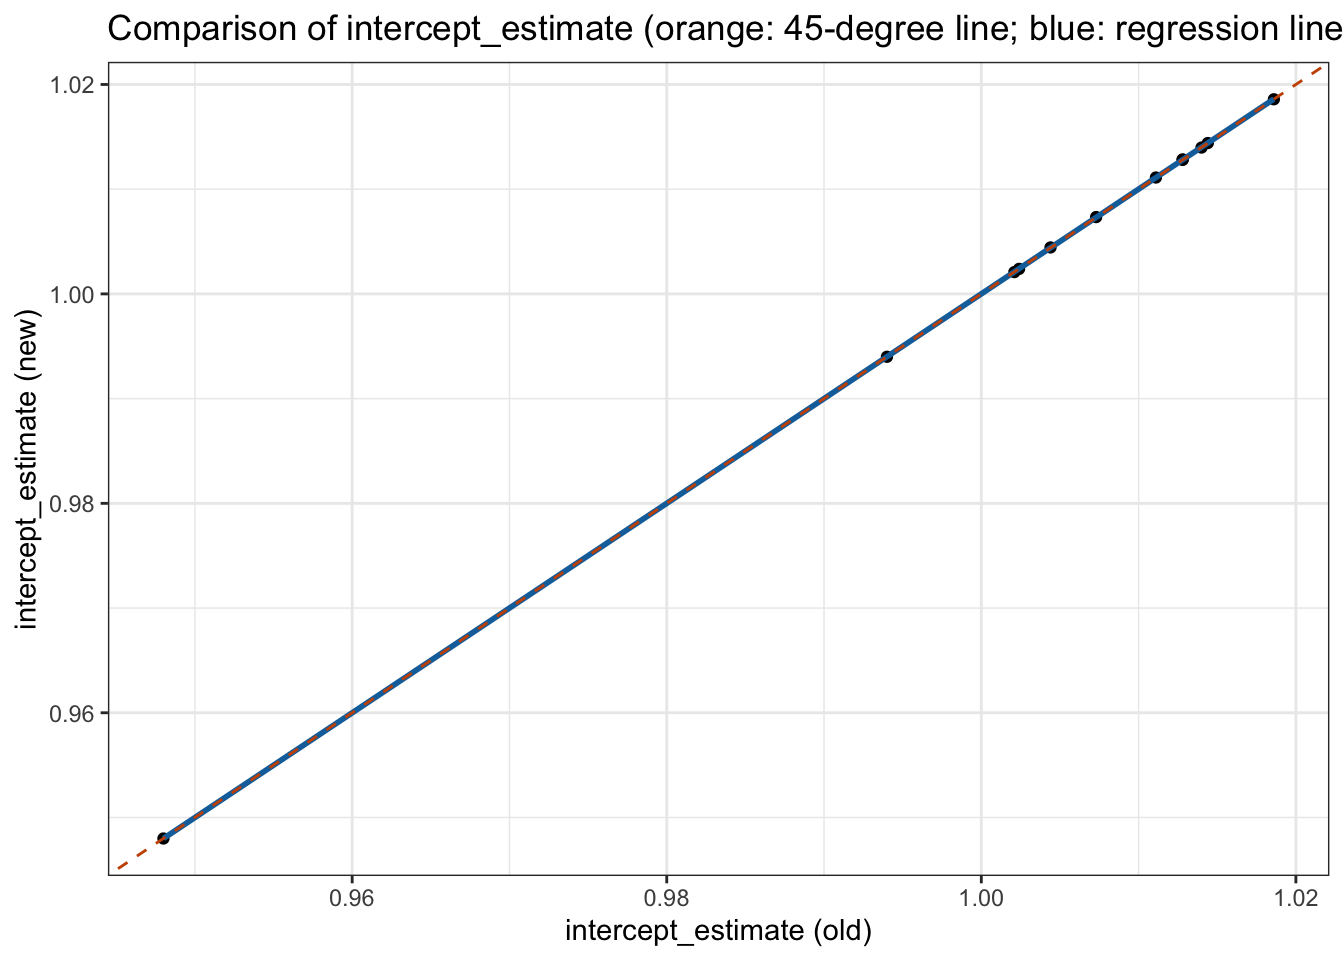 Comparison of intercept_estimate (orange: 45-degree line; blue: regression line
1.02
1.00
0.98
0.96
intercept_estimate (new)
0.96 0.98 1.00 1.02
intercept_estimate (old)